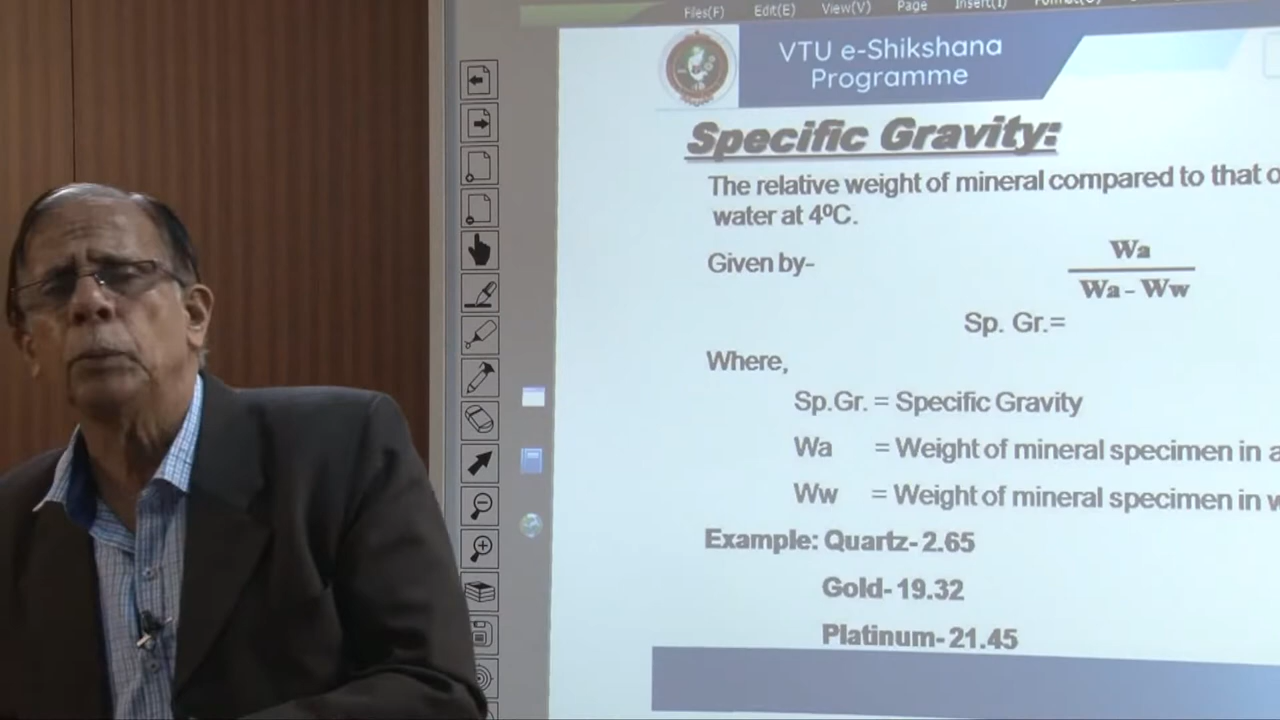 Files(F) Edit(E) View(V) Page Insert(I) Format(O)
VTU e-Shikshana
Programme
Specific Gravity:
The relative weight of mineral compared to that
water at 4⁰C.
Given by-
Wa
Wa - Ww
Sp. Gr.=
Where,
Sp.Gr. = Specific Gravity
Wa = Weight of mineral specimen in
Ww = Weight of mineral specimen in
Example: Quartz- 2.65
Gold- 19.32
Platinum- 21.45